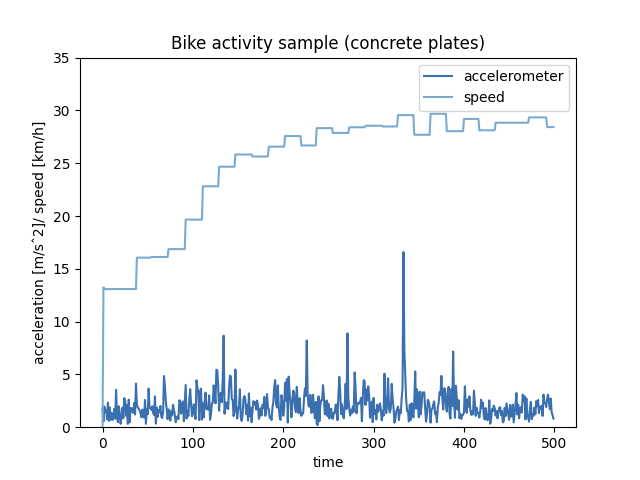 Bike activity sample (concrete plates)
accelerometer
speed
acceleration [m/s^2]/ speed [km/h]
35
30
25
20
15
10
5
0
0 100 200 300 400 500
time